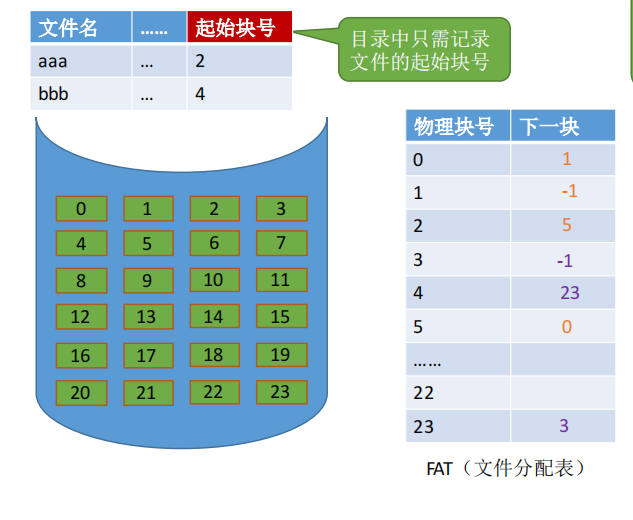 文件名 …… 起始块号
aaa … 2
bbb … 4
目录中只需记录
文件的起始块号
0 1 2 3
4 5 6 7
8 9 10 11
12 13 14 15
16 17 18 19
20 21 22 23
物理块号 下一块
0 1
1 -1
2 5
3 -1
4 23
5 0
……
22
23 3
FAT（文件分配表）